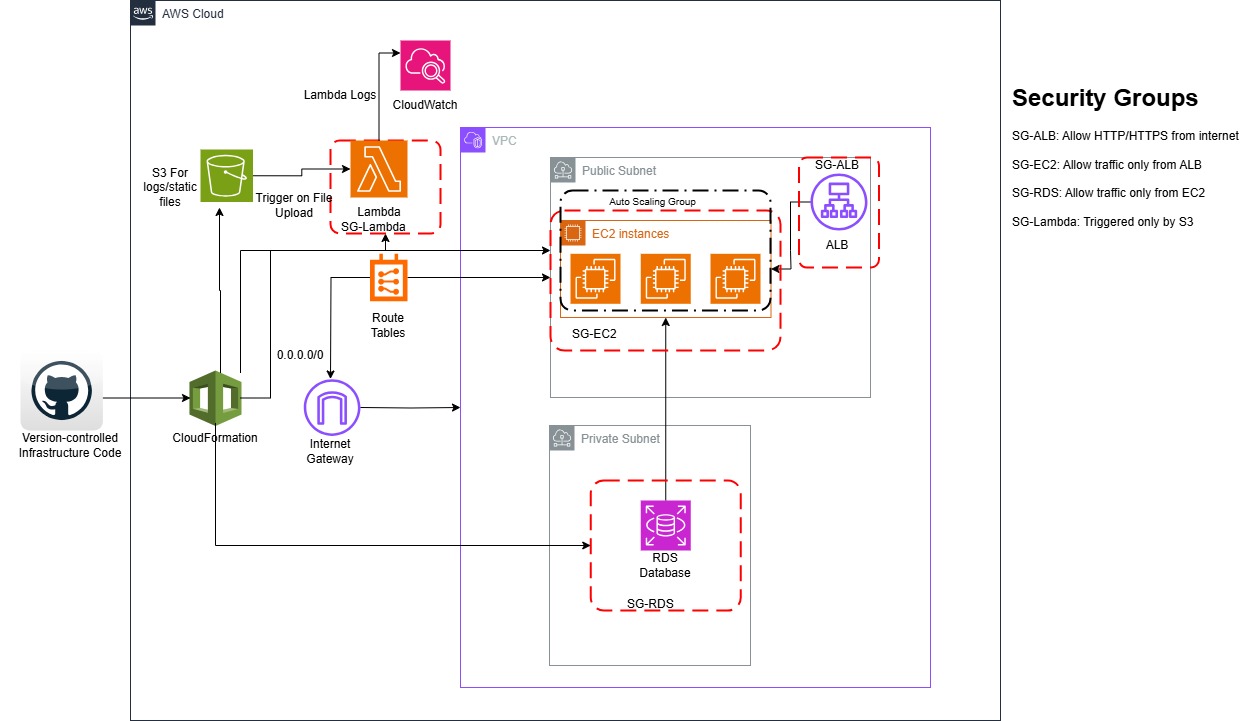 aws
AWS Cloud
Lambda Logs
CloudWatch
S3 For
logs/static
files
Trigger on File
Upload
Lambda
SG-Lambda
VPC
Public Subnet
Auto Scaling Group
EC2 instances
SG-EC2
SG-ALB
ALB
Route
Tables
0.0.0.0/0
Internet
Gateway
Version-controlled
Infrastructure Code
CloudFormation
Private Subnet
RDS
Database
SG-RDS
Security Groups
SG-ALB: Allow HTTP/HTTPS from internet
SG-EC2: Allow traffic only from ALB
SG-RDS: Allow traffic only from EC2
SG-Lambda: Triggered only by S3